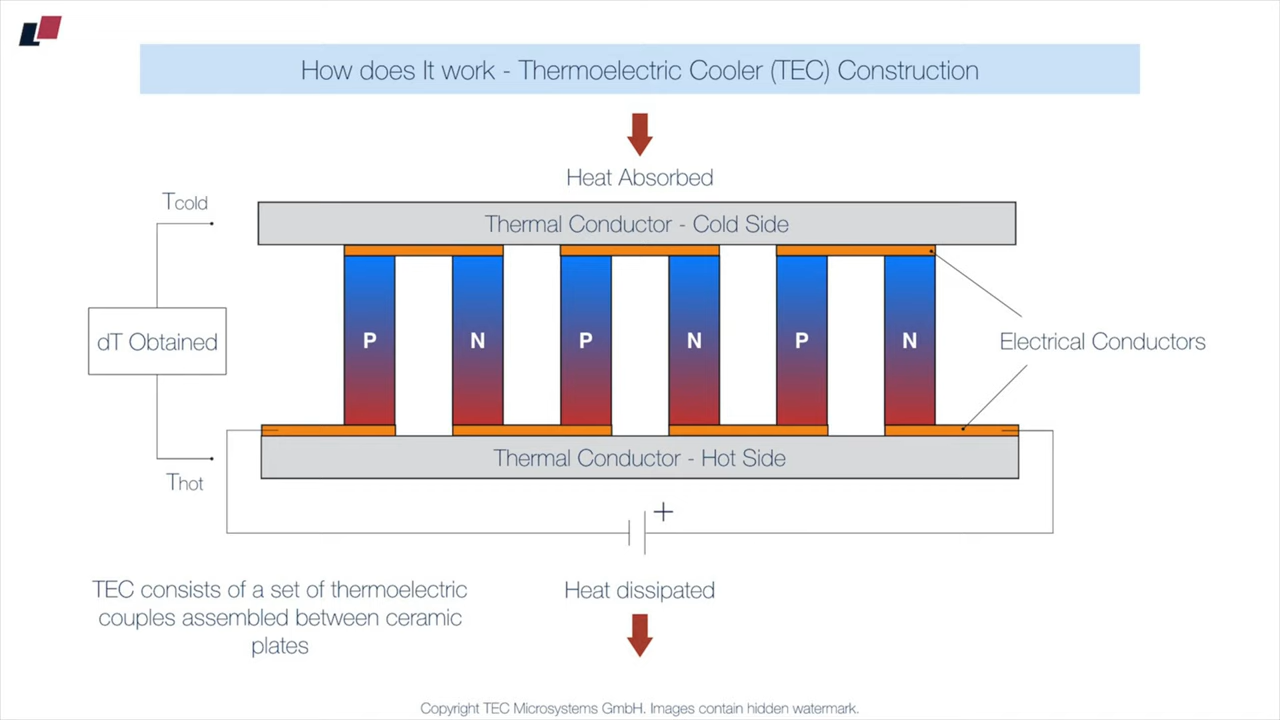 How does It work - Thermoelectric Cooler (TEC) Construction
Heat Absorbed
Tcold
Thermal Conductor - Cold Side
dT Obtained
P N P N P N
Electrical Conductors
Thermal Conductor - Hot Side
Thot
+
TEC consists of a set of thermoelectric
couples assembled between ceramic
plates
Heat dissipated
Copyright TEC Microsystems GmbH. Images contain hidden watermark.